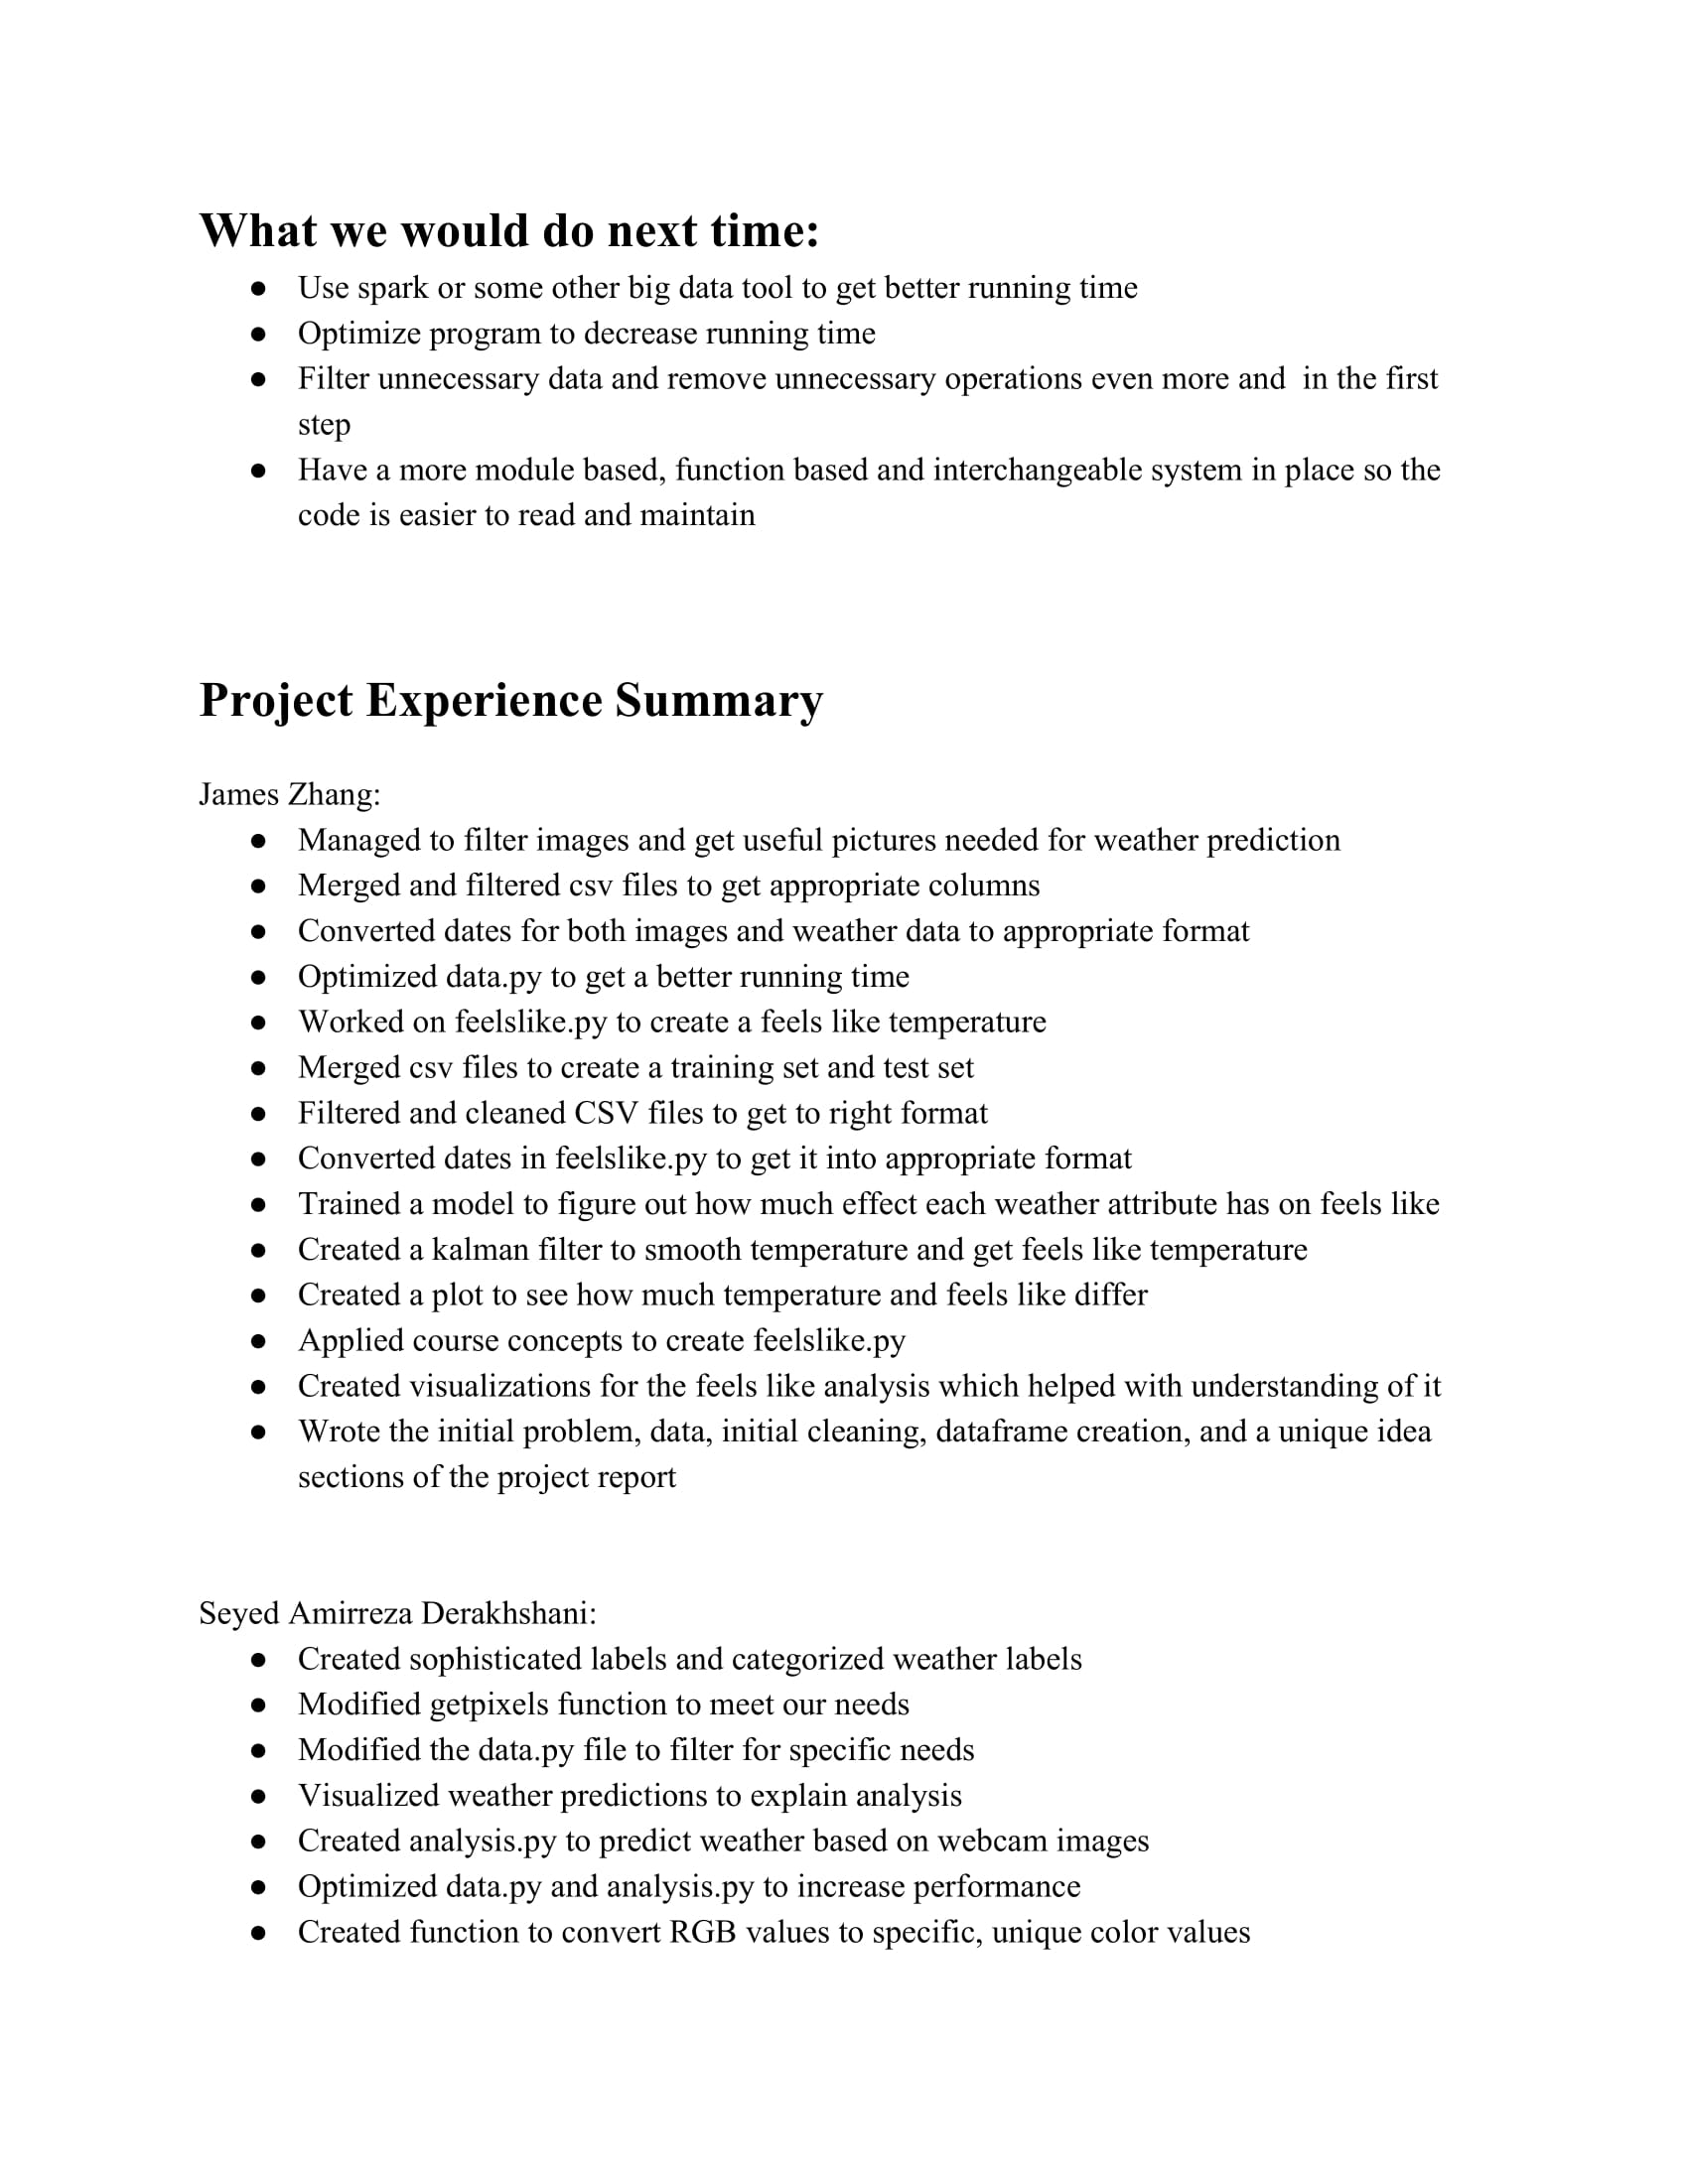 What we would do next time:
● Use spark or some other big data tool to get better running time
● Optimize program to decrease running time
● Filter unnecessary data and remove unnecessary operations even more and  in the first
step
● Have a more module based, function based and interchangeable system in place so the
code is easier to read and maintain
Project Experience Summary
James Zhang:
● Managed to filter images and get useful pictures needed for weather prediction
● Merged and filtered csv files to get appropriate columns
● Converted dates for both images and weather data to appropriate format
● Optimized data.py to get a better running time
● Worked on feelslike.py to create a feels like temperature
● Merged csv files to create a training set and test set
● Filtered and cleaned CSV files to get to right format
● Converted dates in feelslike.py to get it into appropriate format
● Trained a model to figure out how much effect each weather attribute has on feels like
● Created a kalman filter to smooth temperature and get feels like temperature
● Created a plot to see how much temperature and feels like differ
● Applied course concepts to create feelslike.py
● Created visualizations for the feels like analysis which helped with understanding of it
● Wrote the initial problem, data, initial cleaning, dataframe creation, and a unique idea
sections of the project report
Seyed Amirreza Derakhshani:
● Created sophisticated labels and categorized weather labels
● Modified getpixels function to meet our needs
● Modified the data.py file to filter for specific needs
● Visualized weather predictions to explain analysis
● Created analysis.py to predict weather based on webcam images
● Optimized data.py and analysis.py to increase performance
● Created function to convert RGB values to specific, unique color values